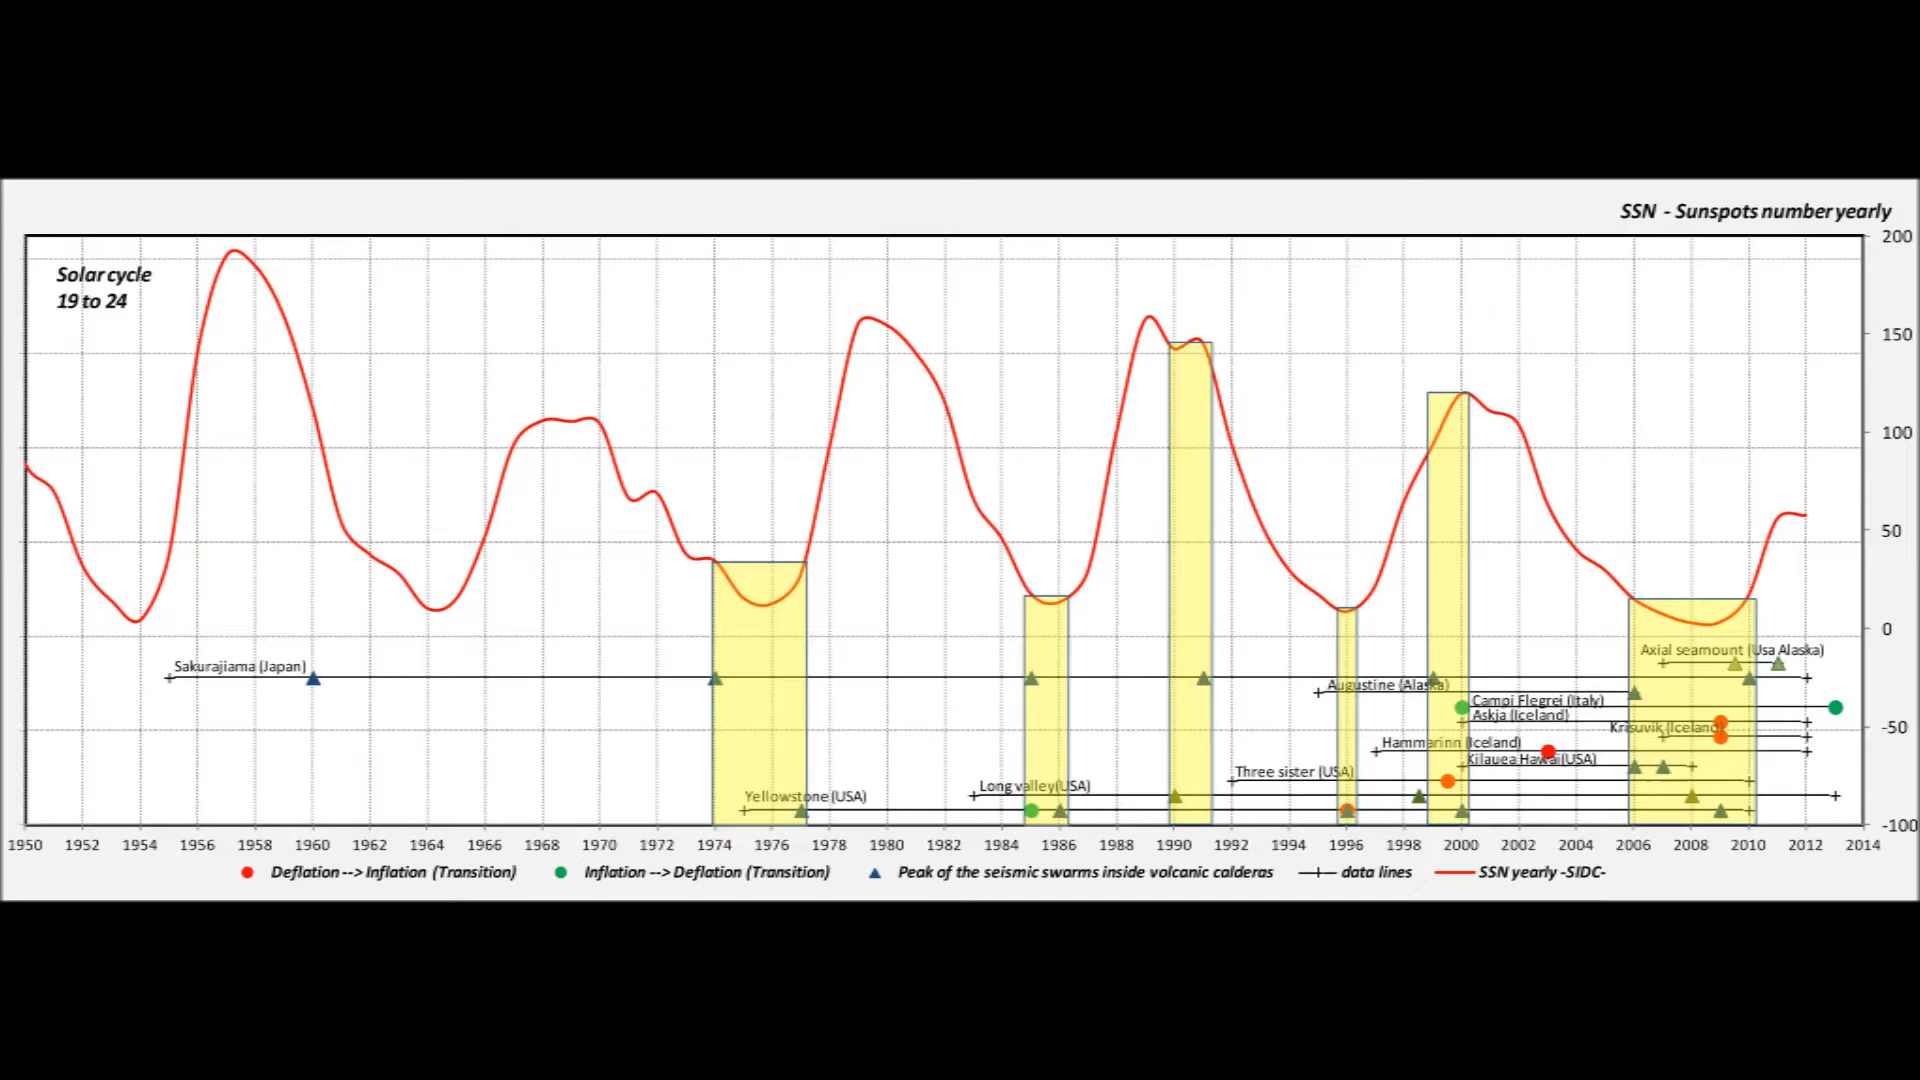 SSN - Sunspots number yearly
200
Solar cycle
19 to 24
150
100
50
0
Axial seamount (Usa Alaska)
Sakurajiama (Japan)
Augustine (Alaska)
Campi Flegrei (Italy)
Askja (Iceland)
Krisuvik (Iceland)
-50
Hammarinn (Iceland)
Kilauea Hawai(USA)
Three sister (USA)
Long valley(USA)
Yellowstone (USA)
-100
1950 1952 1954 1956 1958 1960 1962 1964 1966 1968 1970 1972 1974 1976 1978 1980 1982 1984 1986 1988 1990 1992 1994 1996 1998 2000 2002 2004 2006 2008 2010 2012 2014
Deflation --> Inflation (Transition) Inflation --> Deflation (Transition) Peak of the seismic swarms inside volcanic calderas data lines SSN yearly -SIDC-